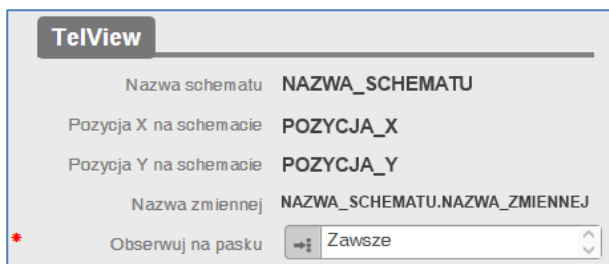 TelView
Nazwa schematu NAZWA_SCHEMATU
Pozycja X na schemacie POZYCJA_X
Pozycja Y na schemacie POZYCJA_Y
Nazwa zmiennej NAZWA_SCHEMATU.NAZWA_ZMIENNEJ
* Obserwuj na pasku Zawsze